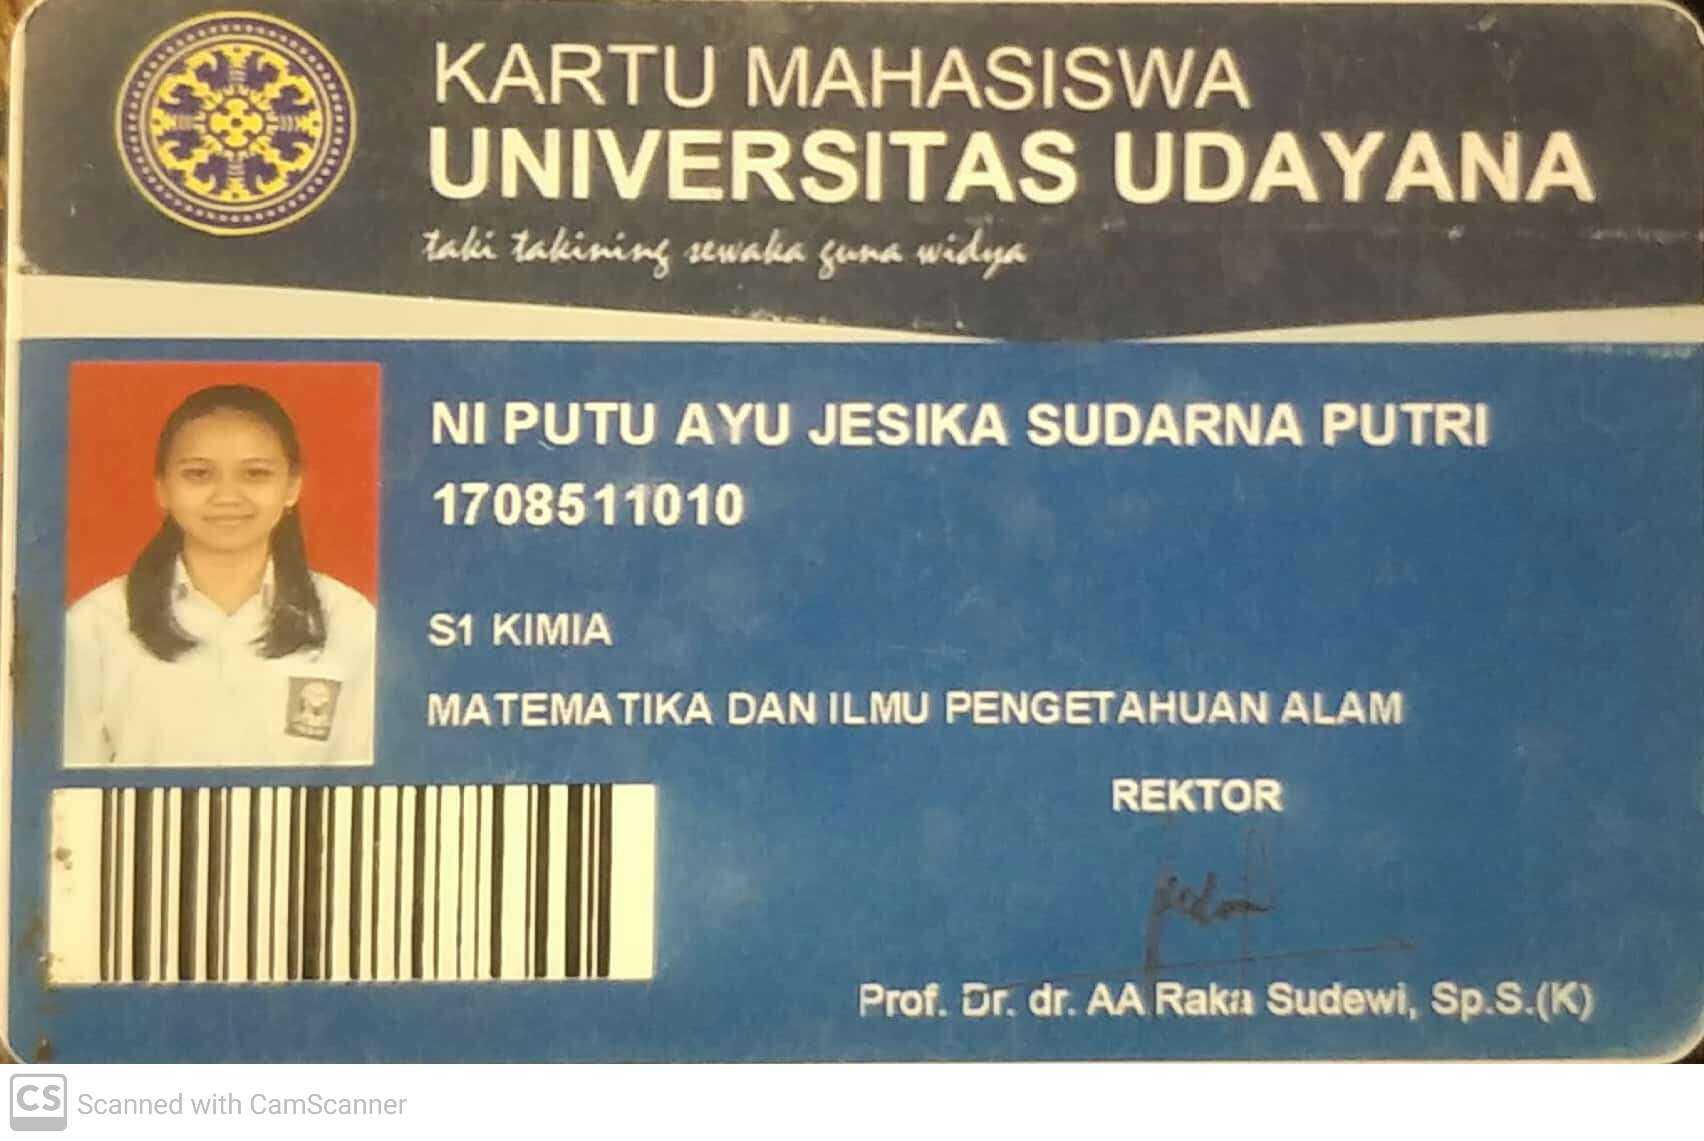 KARTU MAHASISWA
UNIVERSITAS UDAYANA
taki takining sewaka guna widya
NI PUTU AYU JESIKA SUDARNA PUTRI
1708511010
S1 KIMIA
MATEMATIKA DAN ILMU PENGETAHUAN ALAM
REKTOR
Prof. Dr. dr. AA Raka Sudewi, Sp.S.(K)
CS Scanned with CamScanner